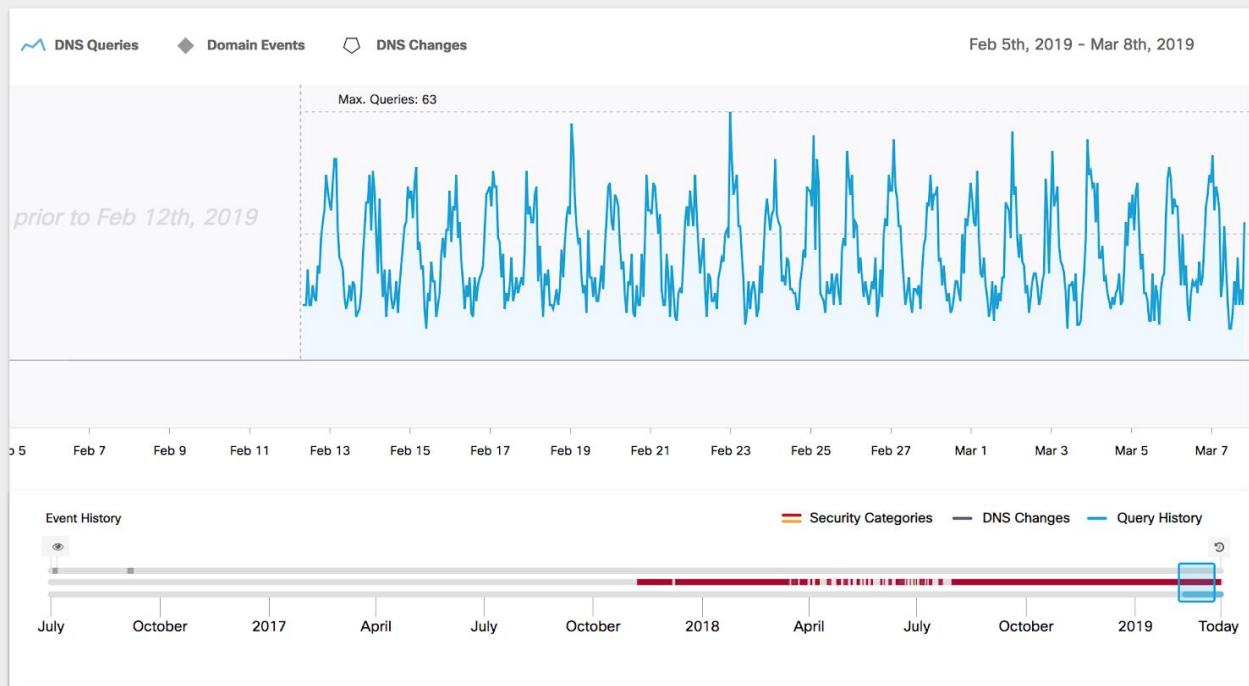 DNS Queries Domain Events DNS Changes Feb 5th, 2019 - Mar 8th, 2019
Max. Queries: 63
prior to Feb 12th, 2019
5 Feb 7 Feb 9 Feb 11 Feb 13 Feb 15 Feb 17 Feb 19 Feb 21 Feb 23 Feb 25 Feb 27 Mar 1 Mar 3 Mar 5 Mar 7
Event History Security Categories DNS Changes Query History
July October 2017 April July October 2018 April July October 2019 Today